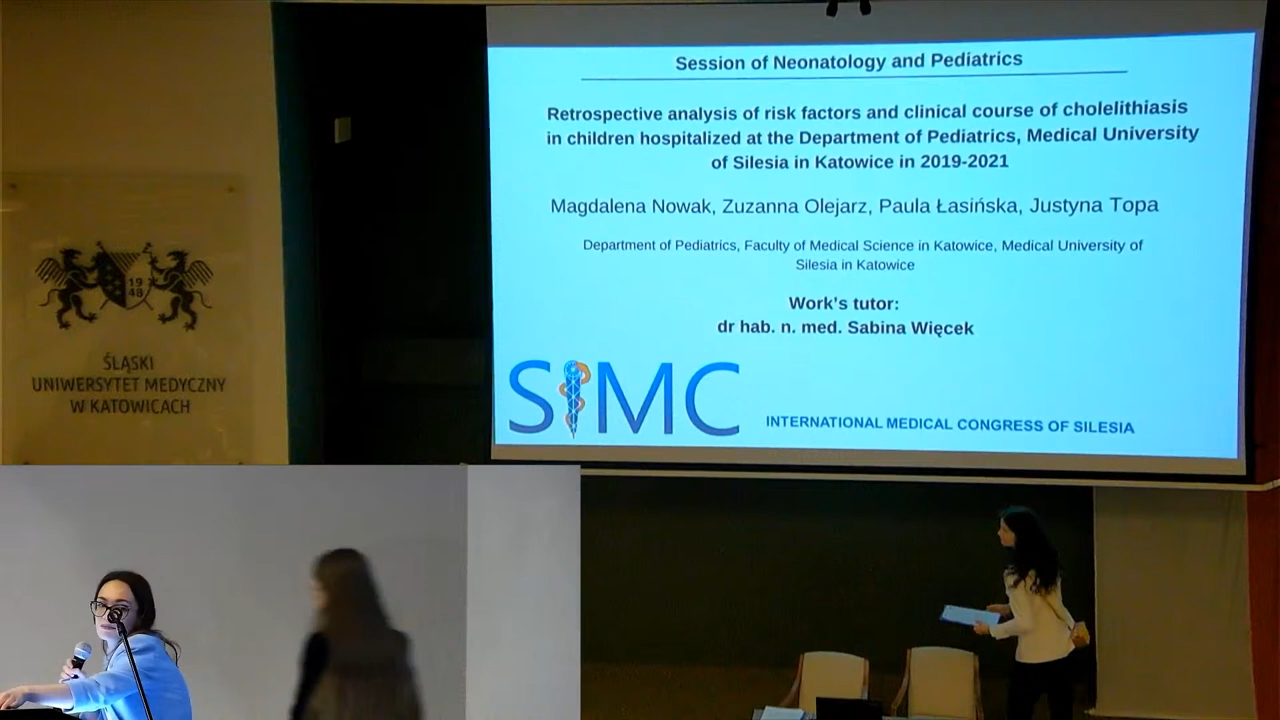 Session of Neonatology and Pediatrics
Retrospective analysis of risk factors and clinical course of cholelithiasis
in children hospitalized at the Department of Pediatrics, Medical University
of Silesia in Katowice in 2019-2021
Magdalena Nowak, Zuzanna Olejarz, Paula Łasińska, Justyna Topa
Department of Pediatrics, Faculty of Medical Science in Katowice, Medical University of
Silesia in Katowice
Work's tutor:
dr hab. n. med. Sabina Więcek
SIMC
INTERNATIONAL MEDICAL CONGRESS OF SILESIA
19
48
ŚLĄSKI
UNIWERSYTET MEDYCZNY
W KATOWICACH